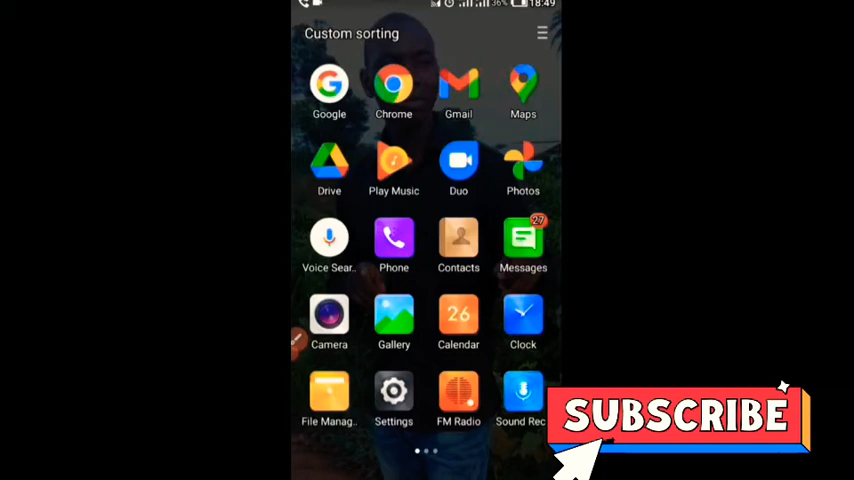 36% 18:49
Custom sorting
Google Chrome Gmail Maps
Drive Play Music Duo Photos
27
Voice Sear.. Phone Contacts Messages
26
Camera Gallery Calendar Clock
File Manag.. Settings FM Radio Sound Rec
SUBSCRIBE